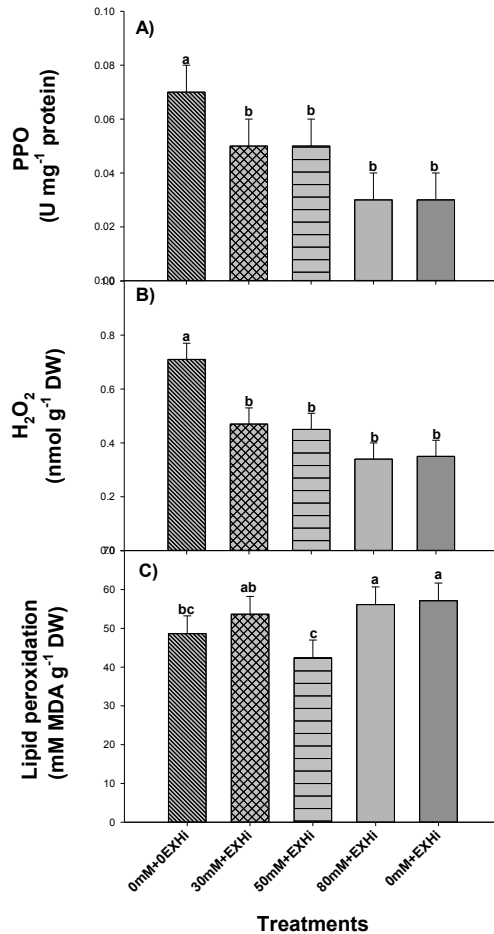 A)
PPO
(U mg⁻¹ protein)
0.10
0.08
0.06
0.04
0.02
0.00
a
b
b
b
b
B)
H₂O₂
(nmol g⁻¹ DW)
1.0
0.8
0.6
0.4
0.2
0.0
a
b
b
b
b
C)
Lipid peroxidation
(mM MDA g⁻¹ DW)
70
60
50
40
30
20
10
0
bc
ab
c
a
a
0mM+0EXHi
30mM+EXHi
50mM+EXHi
80mM+EXHi
0mM+EXHi
Treatments